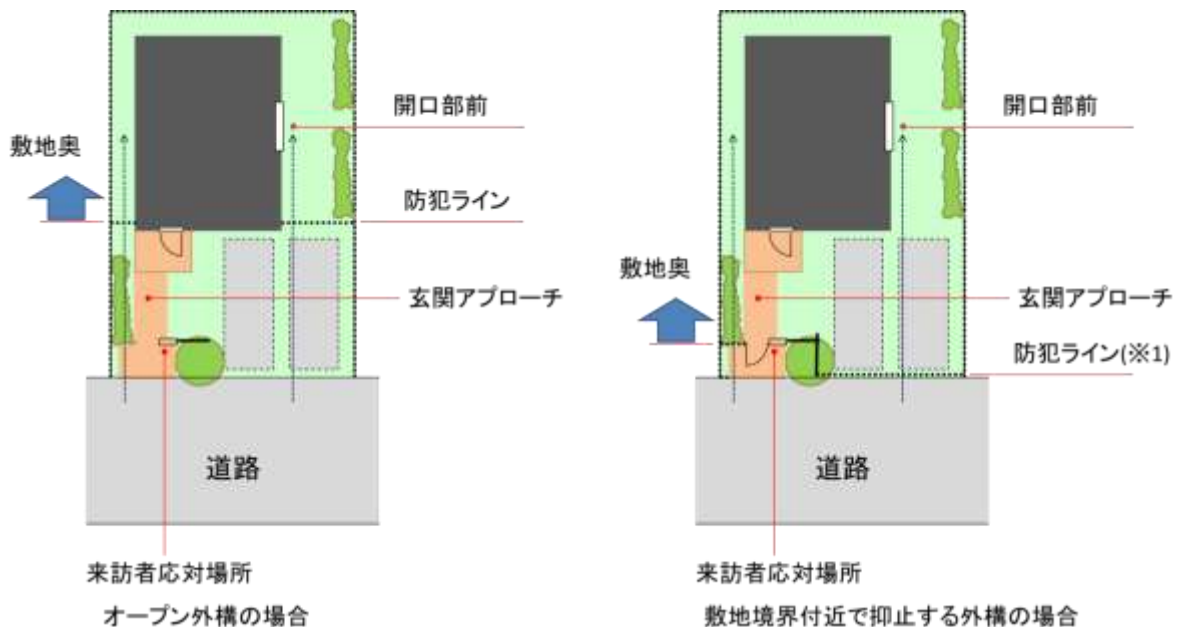 開口部前
敷地奥
防犯ライン
玄関アプローチ
道路
来訪者応対場所
オープン外構の場合
開口部前
敷地奥
玄関アプローチ
防犯ライン(※1)
道路
来訪者応対場所
敷地境界付近で抑止する外構の場合